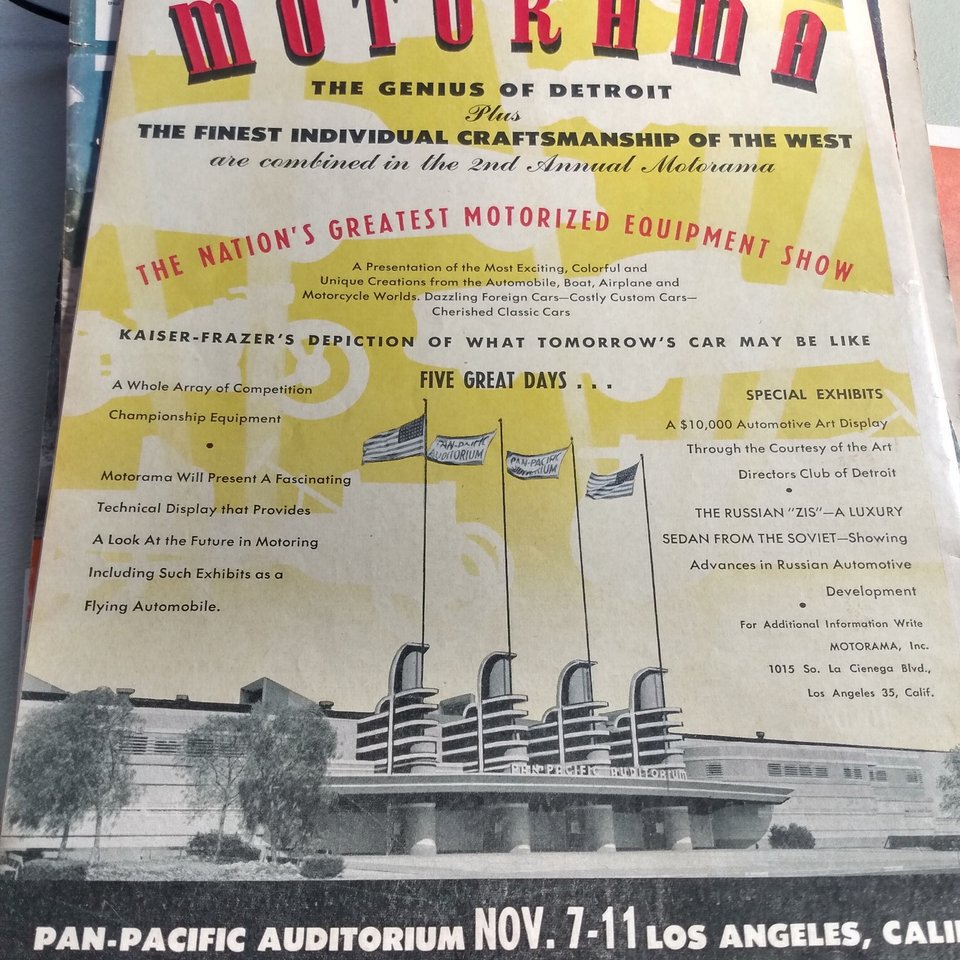 MOTORAMA
THE GENIUS OF DETROIT
Plus
THE FINEST INDIVIDUAL CRAFTSMANSHIP OF THE WEST
are combined in the 2nd Annual Motorama
THE NATION'S GREATEST MOTORIZED EQUIPMENT SHOW
A Presentation of the Most Exciting, Colorful and
Unique Creations from the Automobile, Boat, Airplane and
Motorcycle Worlds. Dazzling Foreign Cars—Costly Custom Cars—
Cherished Classic Cars
KAISER-FRAZER'S DEPICTION OF WHAT TOMORROW'S CAR MAY BE LIKE
FIVE GREAT DAYS . . .
A Whole Array of Competition
Championship Equipment
•
Motorama Will Present A Fascinating
Technical Display that Provides
A Look At the Future in Motoring
Including Such Exhibits as a
Flying Automobile.
SPECIAL EXHIBITS
A $10,000 Automotive Art Display
Through the Courtesy of the Art
Directors Club of Detroit
•
THE RUSSIAN "ZIS"—A LUXURY
SEDAN FROM THE SOVIET—Showing
Advances in Russian Automotive
Development
•
For Additional Information Write
MOTORAMA, Inc.
1015 So. La Cienega Blvd.,
Los Angeles 35, Calif.
PAN-PACIFIC
AUDITORIUM
PAN-PACIFIC
AUDITORIUM
PAN-PACIFIC AUDITORIUM
PAN-PACIFIC AUDITORIUM NOV. 7-11 LOS ANGELES, CALI